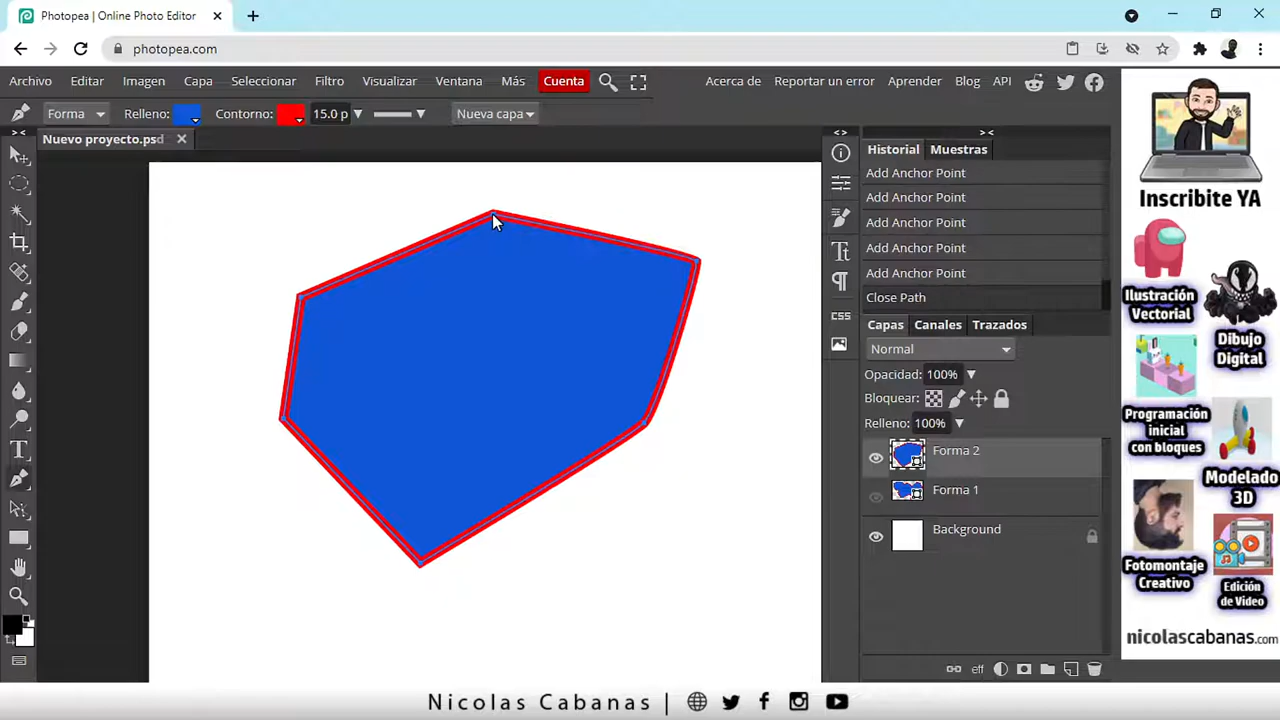 Photopea | Online Photo Editor
photopea.com
Archivo Editar Imagen Capa Seleccionar Filtro Visualizar Ventana Más Cuenta
Acerca de Reportar un error Aprender Blog API
Forma Relleno: Contorno: 15.0 p Nueva capa
Nuevo proyecto.psd
Historial Muestras
Add Anchor Point
Add Anchor Point
Add Anchor Point
Add Anchor Point
Add Anchor Point
Close Path
CSS
Capas Canales Trazados
Normal
Opacidad: 100%
Bloquear:
Relleno: 100%
Forma 2
Forma 1
Background
eff
Inscribite YA
Ilustración
Vectorial
Dibujo
Digital
Programación
inicial
con bloques
Modelado
3D
Fotomontaje
Creativo
Edición
de Video
nicolascabanas.com
Nicolas Cabanas |